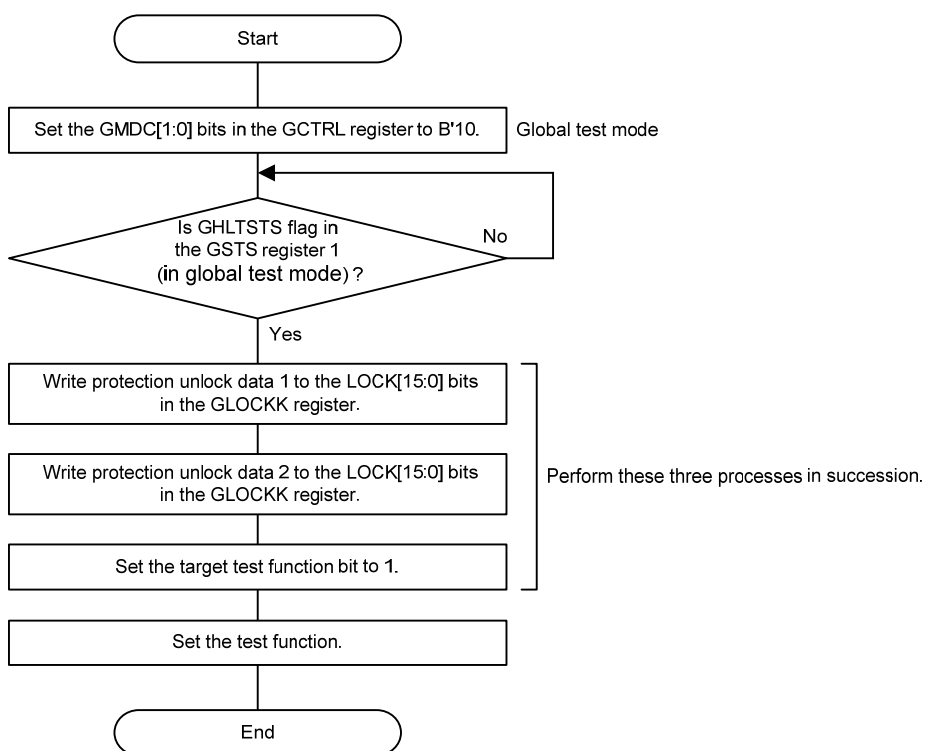 Start
Set the GMDC[1:0] bits in the GCTRL register to B'10.
Global test mode
Is GHLTSTS flag in
the GSTS register 1
(in global test mode) ?
No
Yes
Write protection unlock data 1 to the LOCK[15:0] bits
in the GLOCKK register.
Write protection unlock data 2 to the LOCK[15:0] bits
in the GLOCKK register.
Perform these three processes in succession.
Set the target test function bit to 1.
Set the test function.
End